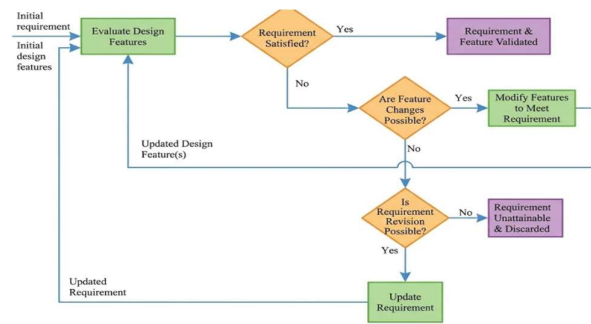 Initial
requirement
Initial
design
features
Evaluate Design
Features
Requirement
Satisfied?
Yes
Requirement &
Feature Validated
No
Are Feature
Changes
Possible?
Yes
Modify Features
to Meet
Requirement
Updated Design
Feature(s)
No
Is
Requirement
Revision
Possible?
No
Requirement
Unattainable
& Discarded
Yes
Updated
Requirement
Update
Requirement